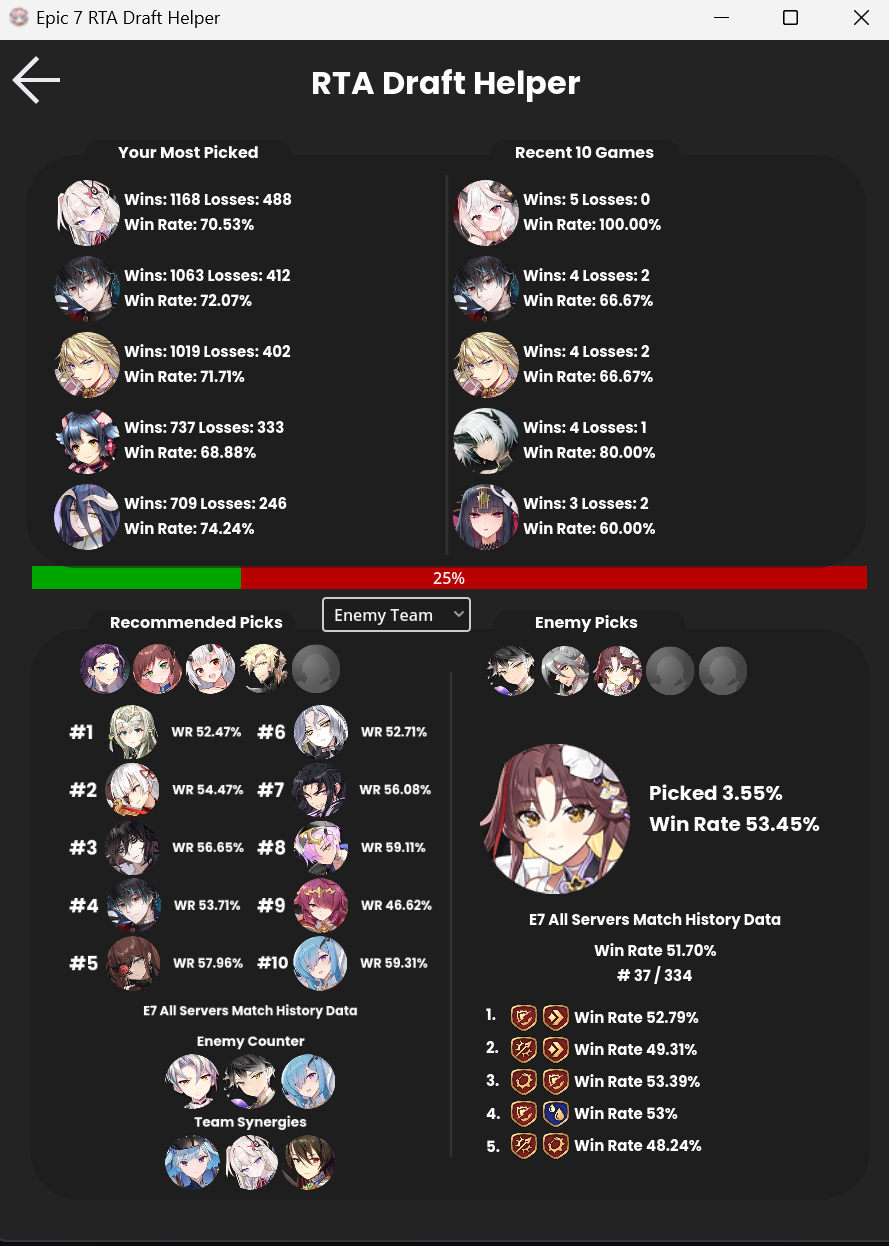 Epic 7 RTA Draft Helper
RTA Draft Helper
Your Most Picked
Wins: 1168 Losses: 488
Win Rate: 70.53%
Wins: 1063 Losses: 412
Win Rate: 72.07%
Wins: 1019 Losses: 402
Win Rate: 71.71%
Wins: 737 Losses: 333
Win Rate: 68.88%
Wins: 709 Losses: 246
Win Rate: 74.24%
Recent 10 Games
Wins: 5 Losses: 0
Win Rate: 100.00%
Wins: 4 Losses: 2
Win Rate: 66.67%
Wins: 4 Losses: 2
Win Rate: 66.67%
Wins: 4 Losses: 1
Win Rate: 80.00%
Wins: 3 Losses: 2
Win Rate: 60.00%
25%
Enemy Team
Recommended Picks
#1 WR 52.47% #6 WR 52.71%
#2 WR 54.47% #7 WR 56.08%
#3 WR 56.65% #8 WR 59.11%
#4 WR 53.71% #9 WR 46.62%
#5 WR 57.96% #10 WR 59.31%
E7 All Servers Match History Data
Enemy Counter
Team Synergies
Enemy Picks
Picked 3.55%
Win Rate 53.45%
E7 All Servers Match History Data
Win Rate 51.70%
# 37 / 334
1. Win Rate 52.79%
2. Win Rate 49.31%
3. Win Rate 53.39%
4. Win Rate 53%
5. Win Rate 48.24%